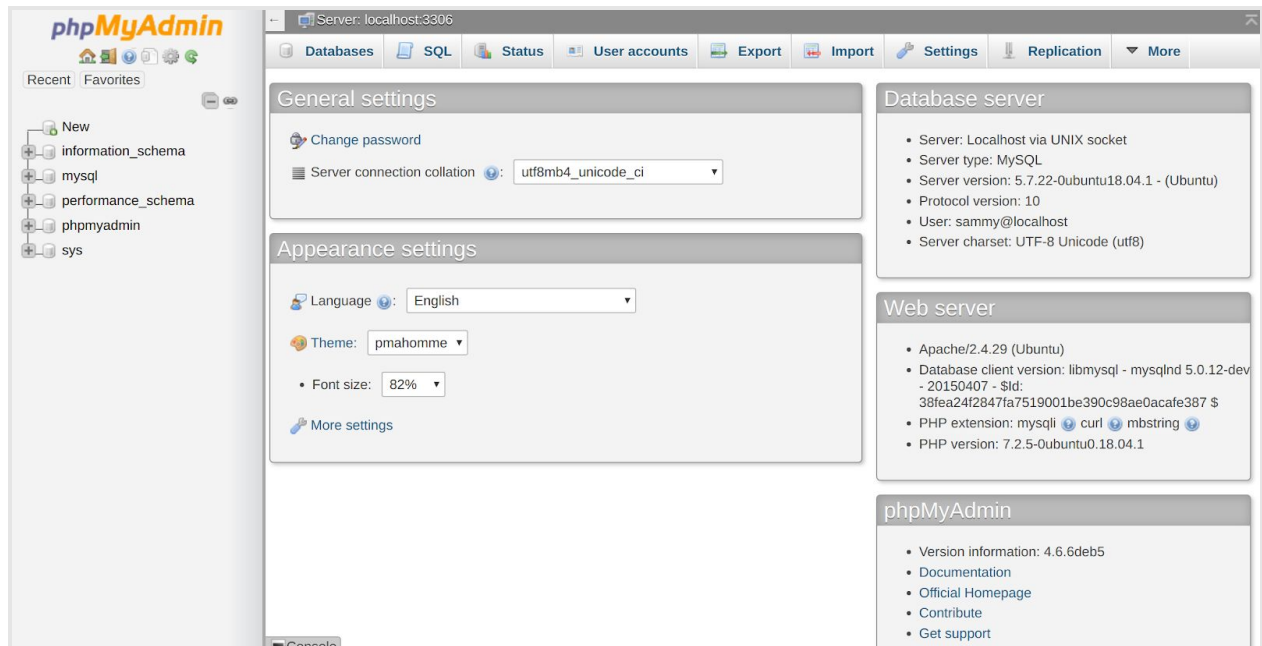 phpMyAdmin
Recent Favorites
New
information_schema
mysql
performance_schema
phpmyadmin
sys
Server: localhost:3306
Databases SQL Status User accounts Export Import Settings Replication More
General settings
Change password
Server connection collation : utf8mb4_unicode_ci
Appearance settings
Language : English
Theme: pmahomme
• Font size: 82%
More settings
Database server
• Server: Localhost via UNIX socket
• Server type: MySQL
• Server version: 5.7.22-0ubuntu18.04.1 - (Ubuntu)
• Protocol version: 10
• User: sammy@localhost
• Server charset: UTF-8 Unicode (utf8)
Web server
• Apache/2.4.29 (Ubuntu)
• Database client version: libmysql - mysqlnd 5.0.12-dev
- 20150407 - $Id:
38fea24f2847fa7519001be390c98ae0acafe387 $
• PHP extension: mysqli curl mbstring
• PHP version: 7.2.5-0ubuntu0.18.04.1
phpMyAdmin
• Version information: 4.6.6deb5
• Documentation
• Official Homepage
• Contribute
• Get support
Console